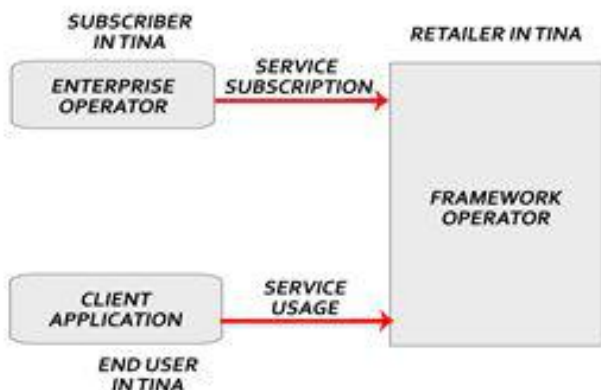 SUBSCRIBER
IN TINA
ENTERPRISE
OPERATOR
SERVICE
SUBSCRIPTION
RETAILER IN TINA
FRAMEWORK
OPERATOR
CLIENT
APPLICATION
SERVICE
USAGE
END USER
IN TINA